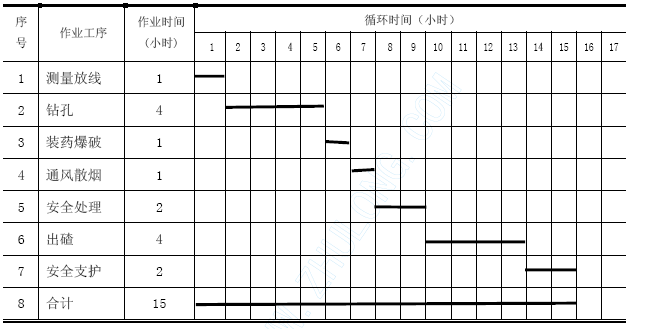 序号 作业工序 作业时间(小时) 循环时间（小时）
1 2 3 4 5 6 7 8 9 10 11 12 13 14 15 16 17
1 测量放线 1
2 钻孔 4
3 装药爆破 1
4 通风散烟 1
5 安全处理 2
6 出碴 4
7 安全支护 2
8 合计 15